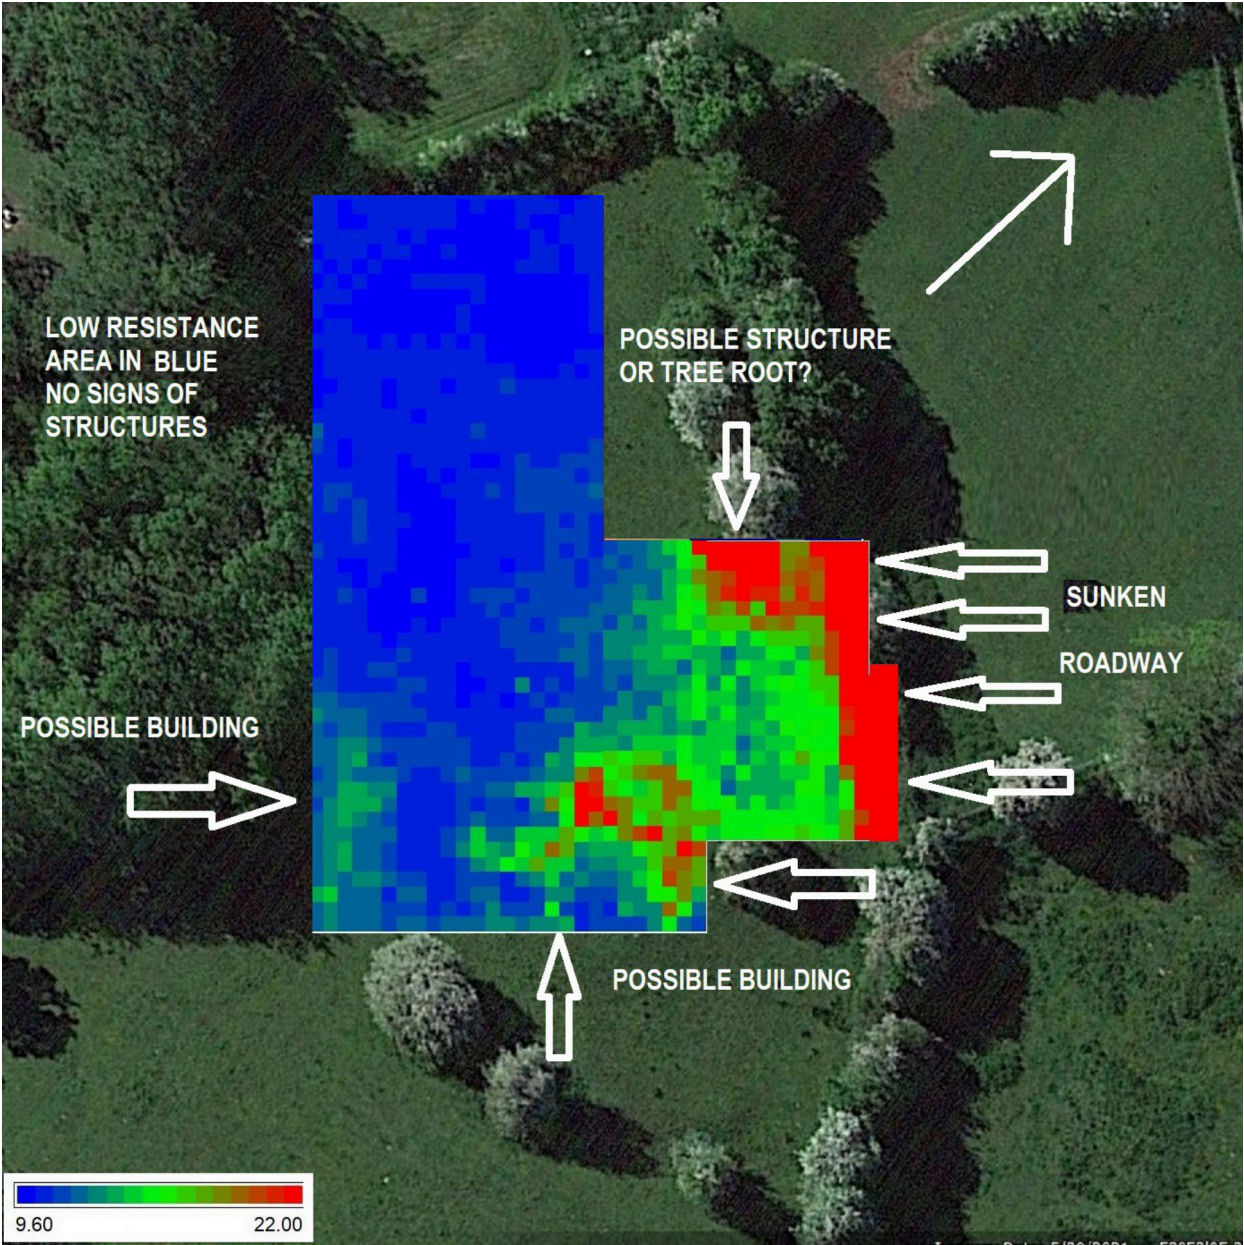 LOW RESISTANCE
AREA IN BLUE
NO SIGNS OF
STRUCTURES
POSSIBLE STRUCTURE
OR TREE ROOT?
SUNKEN
ROADWAY
POSSIBLE BUILDING
POSSIBLE BUILDING
9.60 22.00